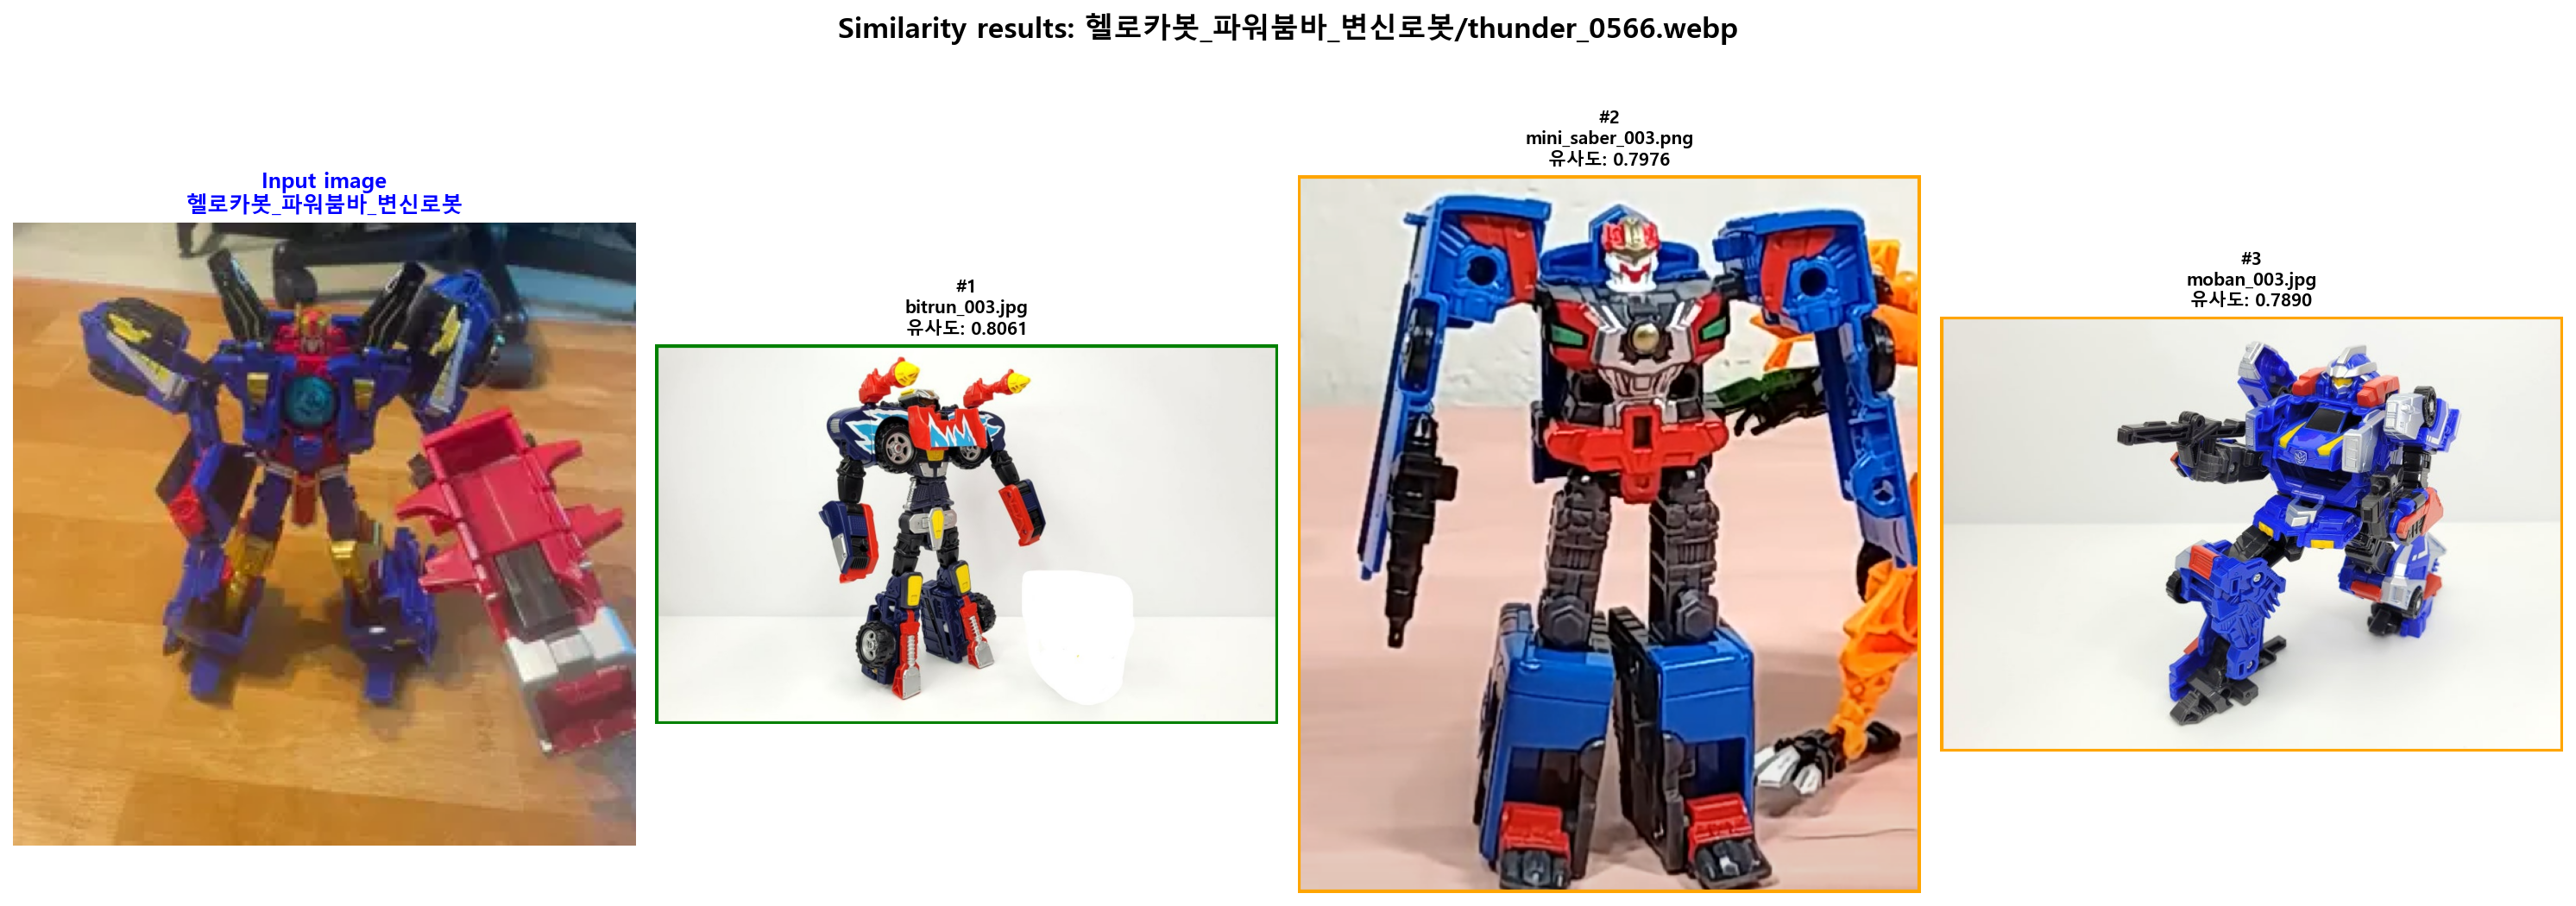 Similarity results: 헬로카봇_파워붐바_변신로봇/thunder_0566.webp
Input image
헬로카봇_파워붐바_변신로봇
#1
bitrun_003.jpg
유사도: 0.8061
#2
mini_saber_003.png
유사도: 0.7976
#3
moban_003.jpg
유사도: 0.7890